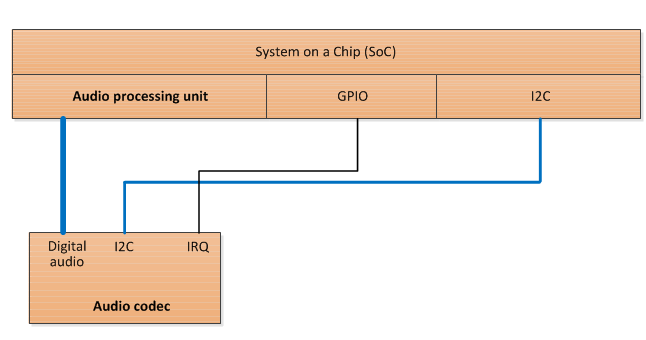 System on a Chip (SoC)
Audio processing unit
GPIO
I2C
Digital
audio
I2C
IRQ
Audio codec